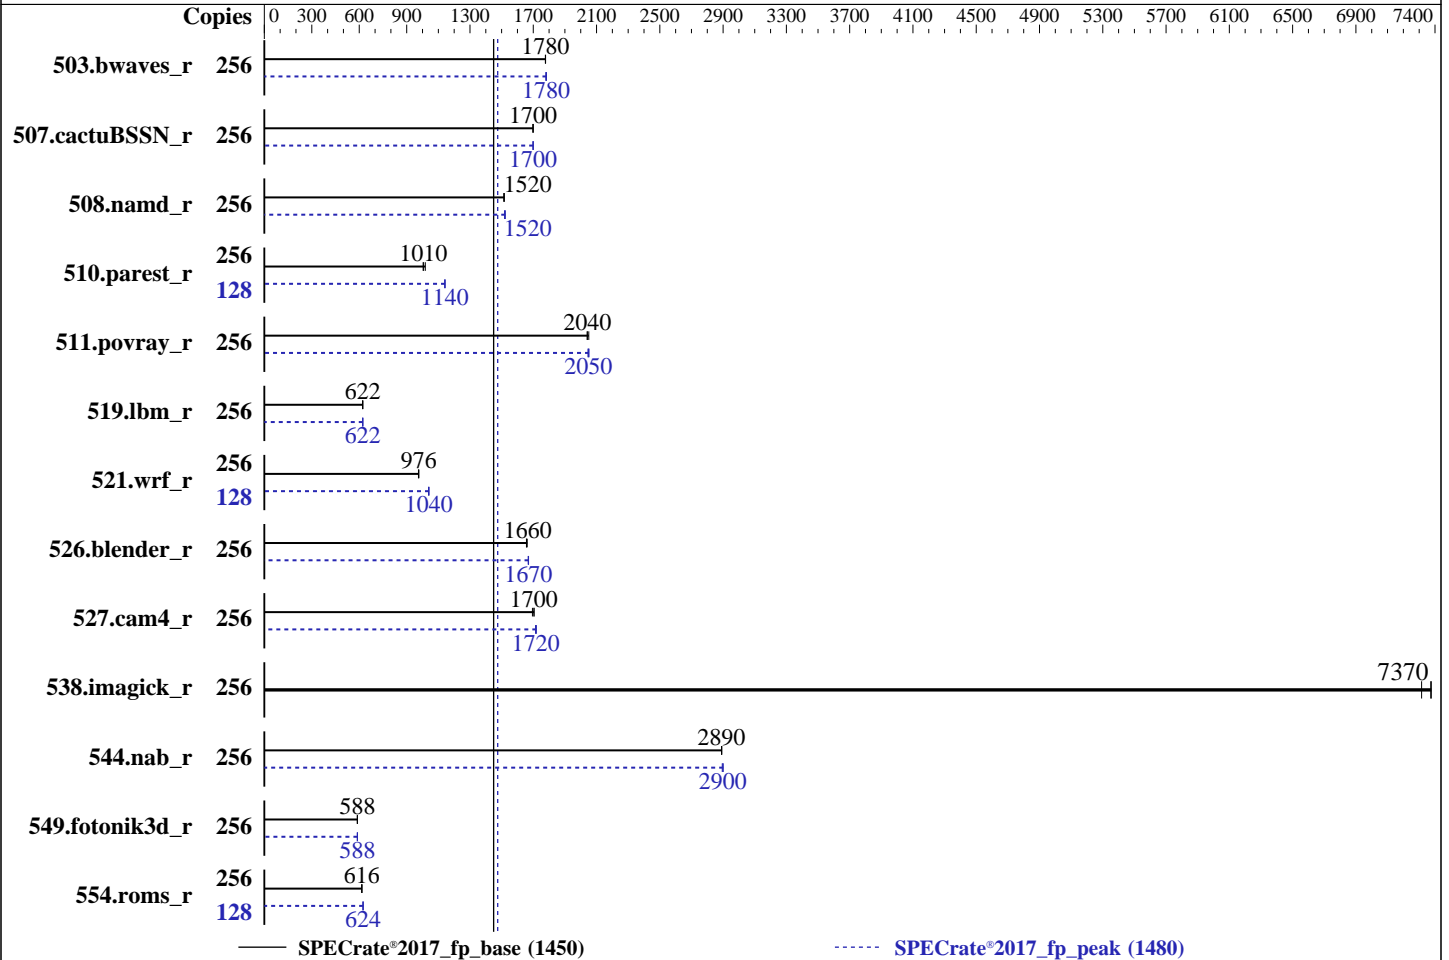 Copies 0 300 600 900 1300 1700 2100 2500 2900 3300 3700 4100 4500 4900 5300 5700 6100 6500 6900 7400
503.bwaves_r 256 1780
1780
507.cactuBSSN_r 256 1700
1700
508.namd_r 256 1520
1520
510.parest_r 256 1010
128 1140
511.povray_r 256 2040
2050
519.lbm_r 256 622
622
521.wrf_r 256 976
128 1040
526.blender_r 256 1660
1670
527.cam4_r 256 1700
1720
538.imagick_r 256 7370
544.nab_r 256 2890
2900
549.fotonik3d_r 256 588
588
554.roms_r 256 616
128 624
SPECrate®2017_fp_base (1450) SPECrate®2017_fp_peak (1480)